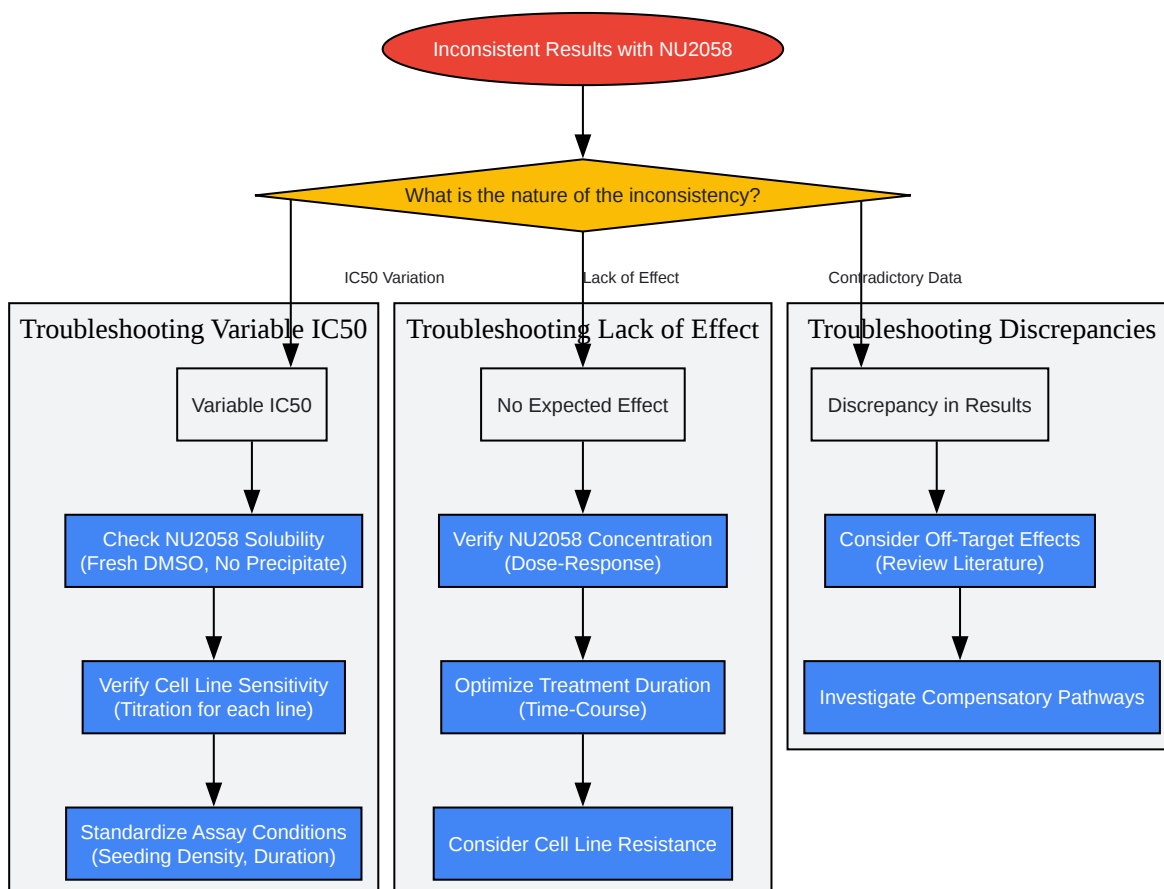 Inconsistent Results with NU2058
What is the nature of the inconsistency?
IC50 Variation
Lack of Effect
Contradictory Data
Troubleshooting Variable IC50
Variable IC50
Check NU2058 Solubility
(Fresh DMSO, No Precipitate)
Verify Cell Line Sensitivity
(Titration for each line)
Standardize Assay Conditions
(Seeding Density, Duration)
Troubleshooting Lack of Effect
No Expected Effect
Verify NU2058 Concentration
(Dose-Response)
Optimize Treatment Duration
(Time-Course)
Consider Cell Line Resistance
Troubleshooting Discrepancies
Discrepancy in Results
Consider Off-Target Effects
(Review Literature)
Investigate Compensatory Pathways